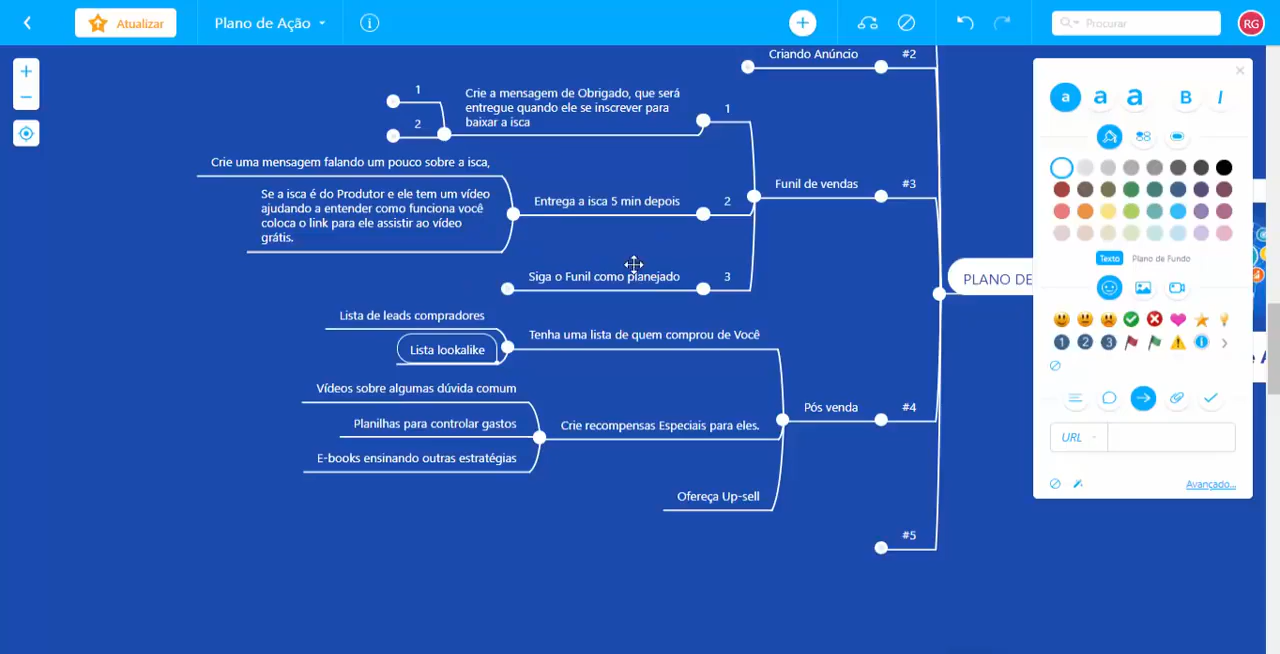 Atualizar
Plano de Ação
Procurar
RG
Criando Anúncio
#2
1
2
Crie a mensagem de Obrigado, que será
entregue quando ele se inscrever para
baixar a isca
1
Crie uma mensagem falando um pouco sobre a isca,
Se a isca é do Produtor e ele tem um vídeo
ajudando a entender como funciona você
coloca o link para ele assistir ao vídeo
grátis.
Entrega a isca 5 min depois
2
Funil de vendas
#3
Siga o Funil como planejado
3
PLANO DE
Lista de leads compradores
Lista lookalike
Tenha uma lista de quem comprou de Você
Vídeos sobre algumas dúvida comum
Planilhas para controlar gastos
E-books ensinando outras estratégias
Crie recompensas Especiais para eles.
Pós venda
#4
Ofereça Up-sell
#5
a a a B I
Texto
Plano de Fundo
1 2 3
URL
Avançado...